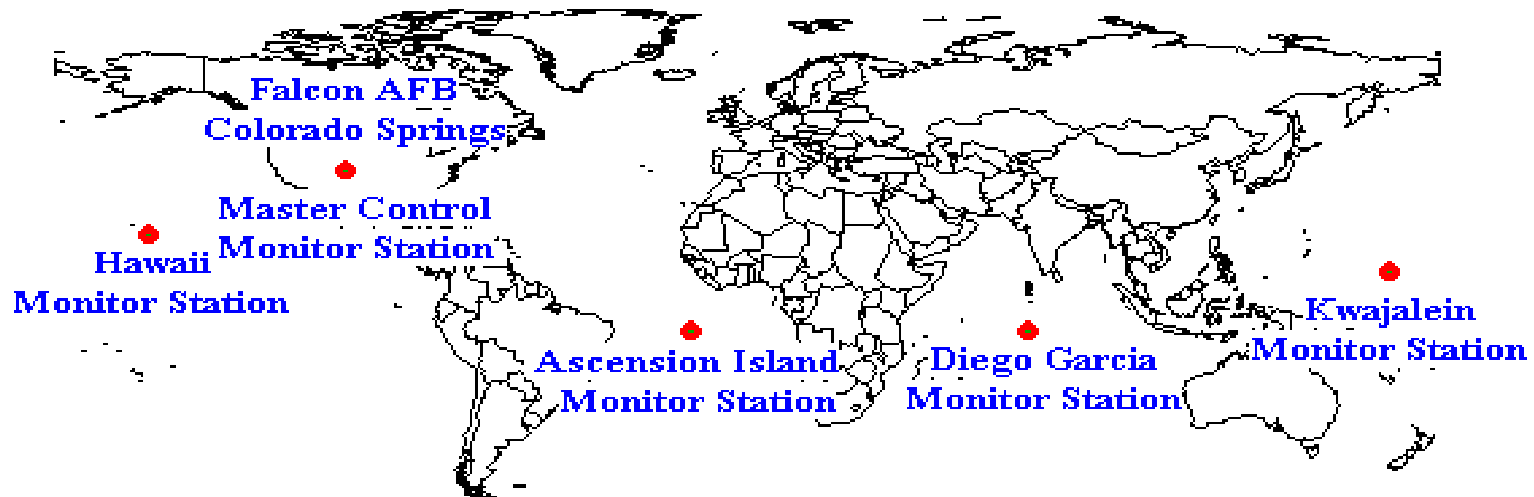 Falcon AFB
Colorado Springs
Master Control
Monitor Station
Hawaii
Monitor Station
Ascension Island
Monitor Station
Diego Garcia
Monitor Station
Kwajalein
Monitor Station